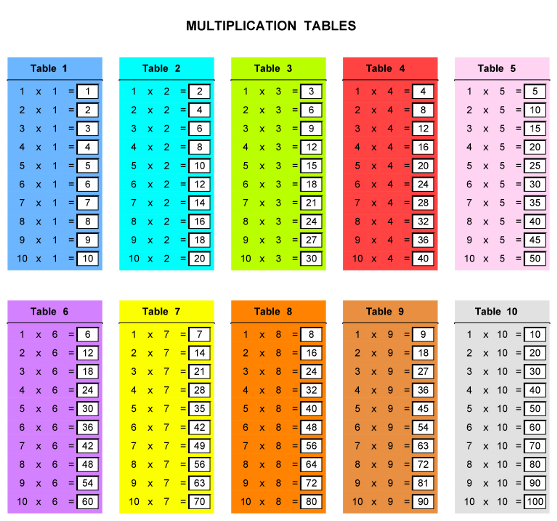 MULTIPLICATION TABLES
Table 1
1 x 1 = 1
2 x 1 = 2
3 x 1 = 3
4 x 1 = 4
5 x 1 = 5
6 x 1 = 6
7 x 1 = 7
8 x 1 = 8
9 x 1 = 9
10 x 1 = 10
Table 2
1 x 2 = 2
2 x 2 = 4
3 x 2 = 6
4 x 2 = 8
5 x 2 = 10
6 x 2 = 12
7 x 2 = 14
8 x 2 = 16
9 x 2 = 18
10 x 2 = 20
Table 3
1 x 3 = 3
2 x 3 = 6
3 x 3 = 9
4 x 3 = 12
5 x 3 = 15
6 x 3 = 18
7 x 3 = 21
8 x 3 = 24
9 x 3 = 27
10 x 3 = 30
Table 4
1 x 4 = 4
2 x 4 = 8
3 x 4 = 12
4 x 4 = 16
5 x 4 = 20
6 x 4 = 24
7 x 4 = 28
8 x 4 = 32
9 x 4 = 36
10 x 4 = 40
Table 5
1 x 5 = 5
2 x 5 = 10
3 x 5 = 15
4 x 5 = 20
5 x 5 = 25
6 x 5 = 30
7 x 5 = 35
8 x 5 = 40
9 x 5 = 45
10 x 5 = 50
Table 6
1 x 6 = 6
2 x 6 = 12
3 x 6 = 18
4 x 6 = 24
5 x 6 = 30
6 x 6 = 36
7 x 6 = 42
8 x 6 = 48
9 x 6 = 54
10 x 6 = 60
Table 7
1 x 7 = 7
2 x 7 = 14
3 x 7 = 21
4 x 7 = 28
5 x 7 = 35
6 x 7 = 42
7 x 7 = 49
8 x 7 = 56
9 x 7 = 63
10 x 7 = 70
Table 8
1 x 8 = 8
2 x 8 = 16
3 x 8 = 24
4 x 8 = 32
5 x 8 = 40
6 x 8 = 48
7 x 8 = 56
8 x 8 = 64
9 x 8 = 72
10 x 8 = 80
Table 9
1 x 9 = 9
2 x 9 = 18
3 x 9 = 27
4 x 9 = 36
5 x 9 = 45
6 x 9 = 54
7 x 9 = 63
8 x 9 = 72
9 x 9 = 81
10 x 9 = 90
Table 10
1 x 10 = 10
2 x 10 = 20
3 x 10 = 30
4 x 10 = 40
5 x 10 = 50
6 x 10 = 60
7 x 10 = 70
8 x 10 = 80
9 x 10 = 90
10 x 10 = 100